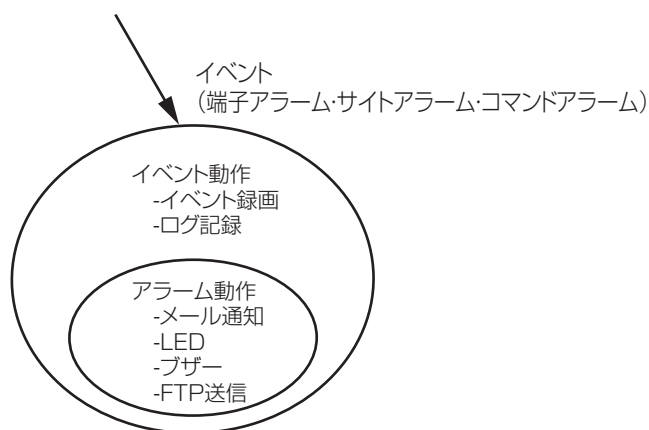 イベント
（端子アラーム･サイトアラーム･コマンドアラーム）
イベント動作
-イベント録画
-ログ記録
アラーム動作
-メール通知
-LED
-ブザー
-FTP送信